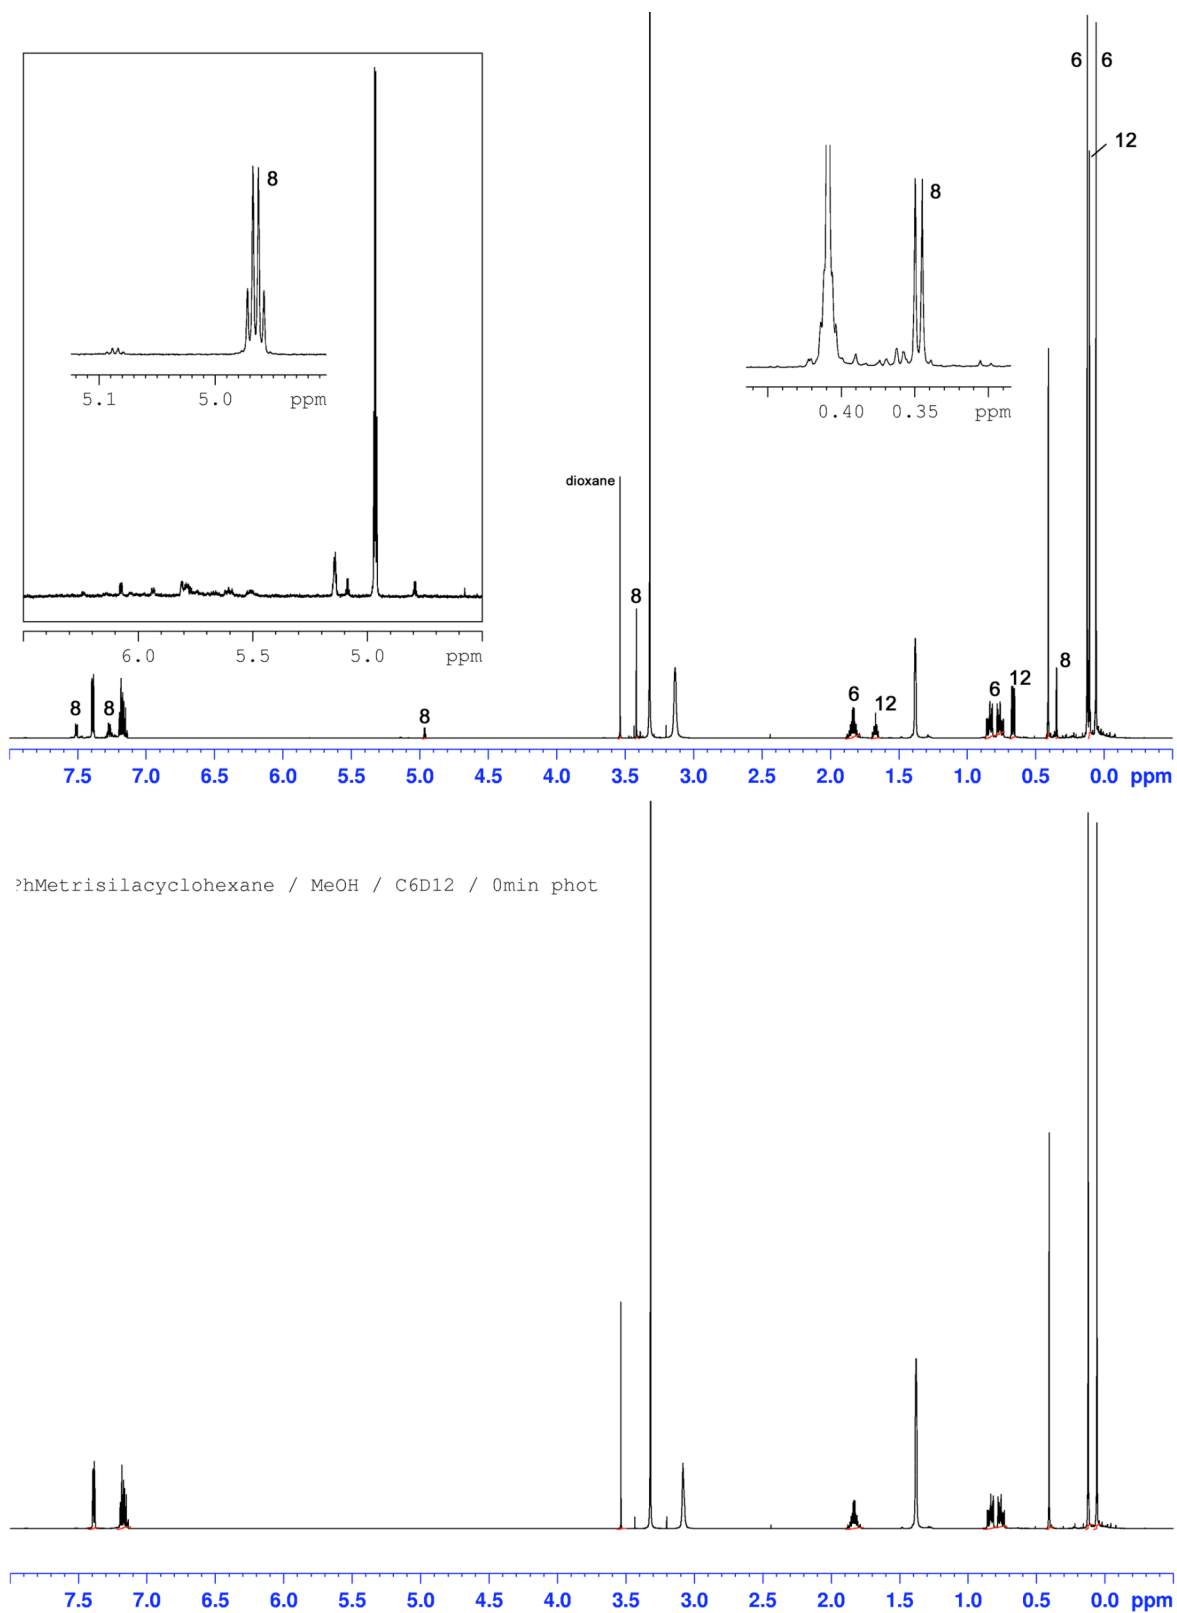 6 6
12
8
8
5.1 5.0 ppm
0.40 0.35 ppm
dioxane
8
6.0 5.5 5.0 ppm
8 8 8 6 12 6 12 8
7.5 7.0 6.5 6.0 5.5 5.0 4.5 4.0 3.5 3.0 2.5 2.0 1.5 1.0 0.5 0.0 ppm
PhMetrisilacyclohexane / MeOH / C6D12 / 0min phot
7.5 7.0 6.5 6.0 5.5 5.0 4.5 4.0 3.5 3.0 2.5 2.0 1.5 1.0 0.5 0.0 ppm